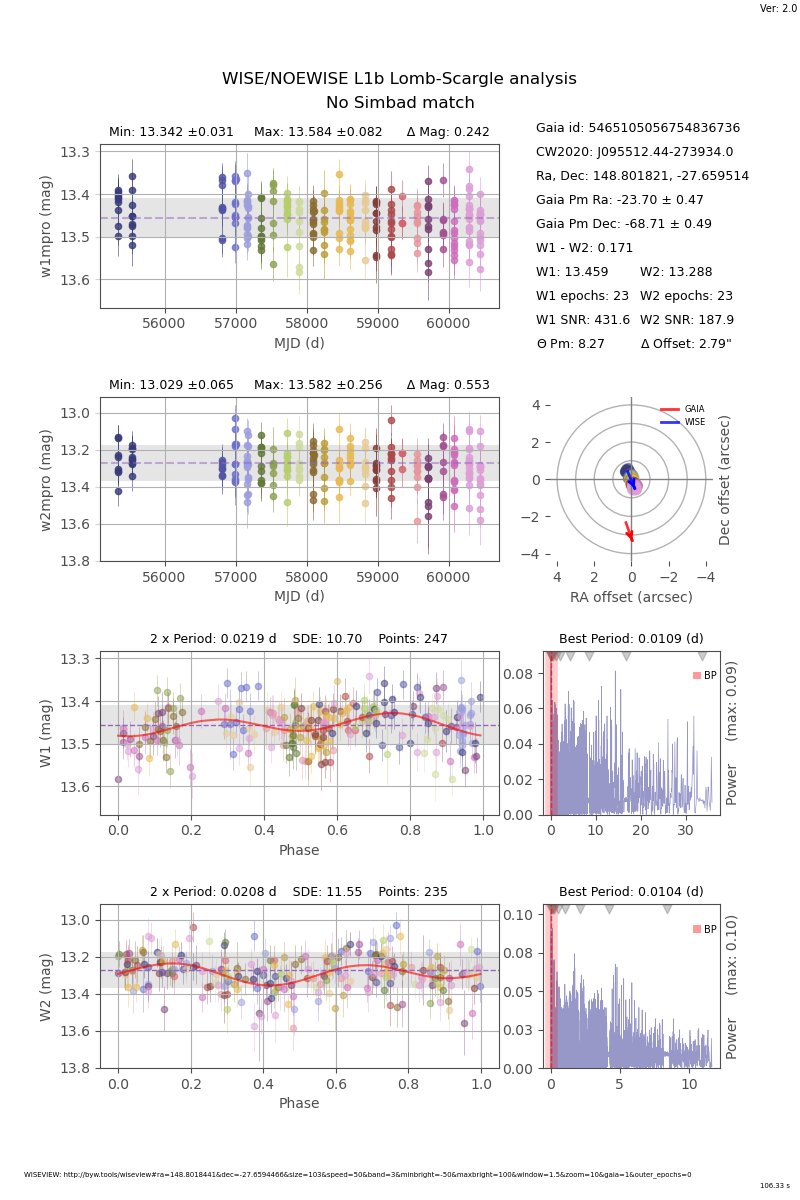 Ver: 2.0
WISE/NOEWISE L1b Lomb-Scargle analysis
No Simbad match
Min: 13.342 ±0.031 Max: 13.584 ±0.082 Δ Mag: 0.242
13.3
13.4
13.5
13.6
w1mpro (mag)
56000 57000 58000 59000 60000
MJD (d)
Gaia id: 5465105056754836736
CW2020: J095512.44-273934.0
Ra, Dec: 148.801821, -27.659514
Gaia Pm Ra: -23.70 ± 0.47
Gaia Pm Dec: -68.71 ± 0.49
W1 - W2: 0.171
W1: 13.459 W2: 13.288
W1 epochs: 23 W2 epochs: 23
W1 SNR: 431.6 W2 SNR: 187.9
Θ Pm: 8.27 Δ Offset: 2.79"
Min: 13.029 ±0.065 Max: 13.582 ±0.256 Δ Mag: 0.553
13.0
13.2
13.4
13.6
13.8
w2mpro (mag)
56000 57000 58000 59000 60000
MJD (d)
GAIA
WISE
4
2
0
−2
−4
4 2 0 −2 −4
RA offset (arcsec)
Dec offset (arcsec)
2 x Period: 0.0219 d SDE: 10.70 Points: 247
13.3
13.4
13.5
13.6
W1 (mag)
0.0 0.2 0.4 0.6 0.8 1.0
Phase
Best Period: 0.0109 (d)
BP
0.08
0.06
0.04
0.02
0.00
0 10 20 30
Power (max: 0.09)
2 x Period: 0.0208 d SDE: 11.55 Points: 235
13.0
13.2
13.4
13.6
13.8
W2 (mag)
0.0 0.2 0.4 0.6 0.8 1.0
Phase
Best Period: 0.0104 (d)
BP
0.10
0.08
0.05
0.03
0.00
0 5 10
Power (max: 0.10)
WISEVIEW: http://byw.tools/wiseview#ra=148.8018441&dec=-27.6594466&size=103&speed=50&band=3&minbright=-50&maxbright=100&window=1.5&zoom=10&gaia=1&outer_epochs=0
106.33 s